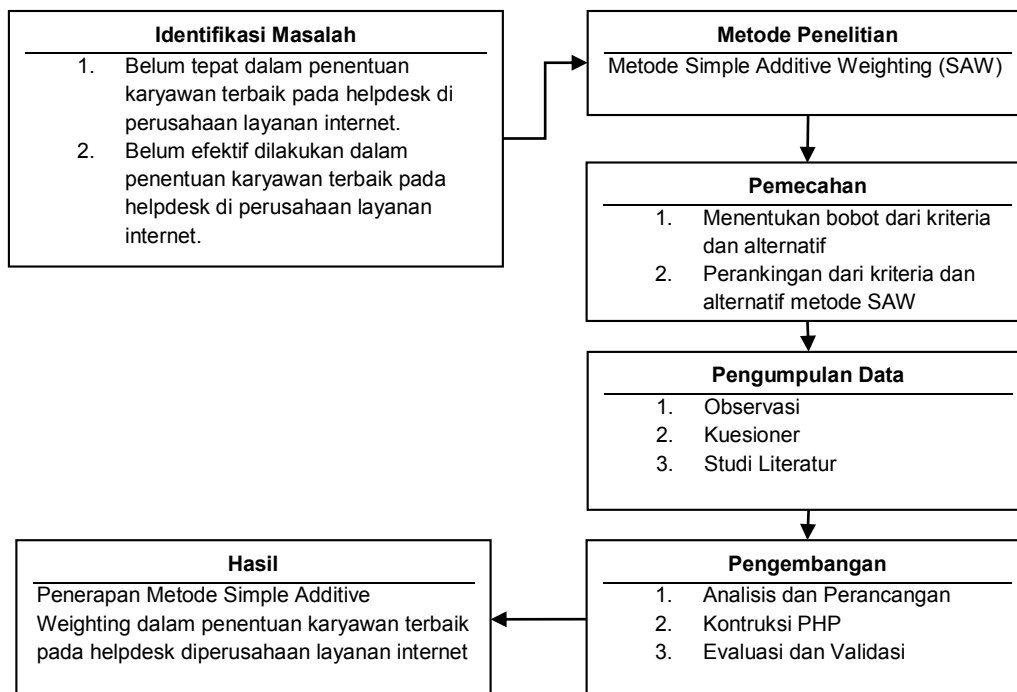 Identifikasi Masalah
1. Belum tepat dalam penentuan
karyawan terbaik pada helpdesk di
perusahaan layanan internet.
2. Belum efektif dilakukan dalam
penentuan karyawan terbaik pada
helpdesk di perusahaan layanan
internet.
Metode Penelitian
Metode Simple Additive Weighting (SAW)
Pemecahan
1. Menentukan bobot dari kriteria
dan alternatif
2. Perankingan dari kriteria dan
alternatif metode SAW
Pengumpulan Data
1. Observasi
2. Kuesioner
3. Studi Literatur
Pengembangan
1. Analisis dan Perancangan
2. Kontruksi PHP
3. Evaluasi dan Validasi
Hasil
Penerapan Metode Simple Additive
Weighting dalam penentuan karyawan terbaik
pada helpdesk diperusahaan layanan internet